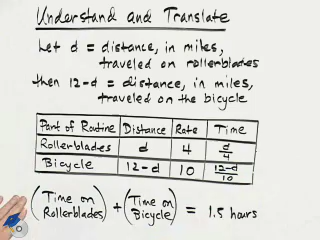 Understand and Translate
Let d = distance, in miles,
traveled on rollerblades
then 12-d = distance, in miles,
traveled on the bicycle
Part of Routine Distance Rate Time
Rollerblades d 4 d/4
Bicycle 12-d 10 12-d/10
(Time on Rollerblades) + (Time on Bicycle) = 1.5 hours